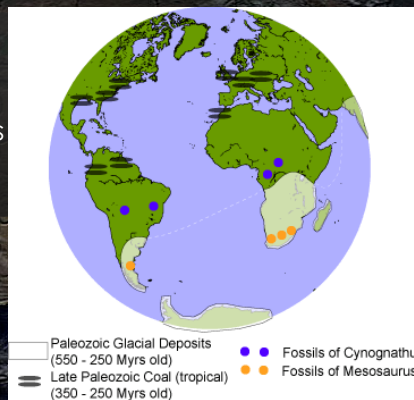 S
Paleozoic Glacial Deposits
(550 - 250 Myrs old)
Late Paleozoic Coal (tropical)
(350 - 250 Myrs old)
Fossils of Cynognathu
Fossils of Mesosaurus